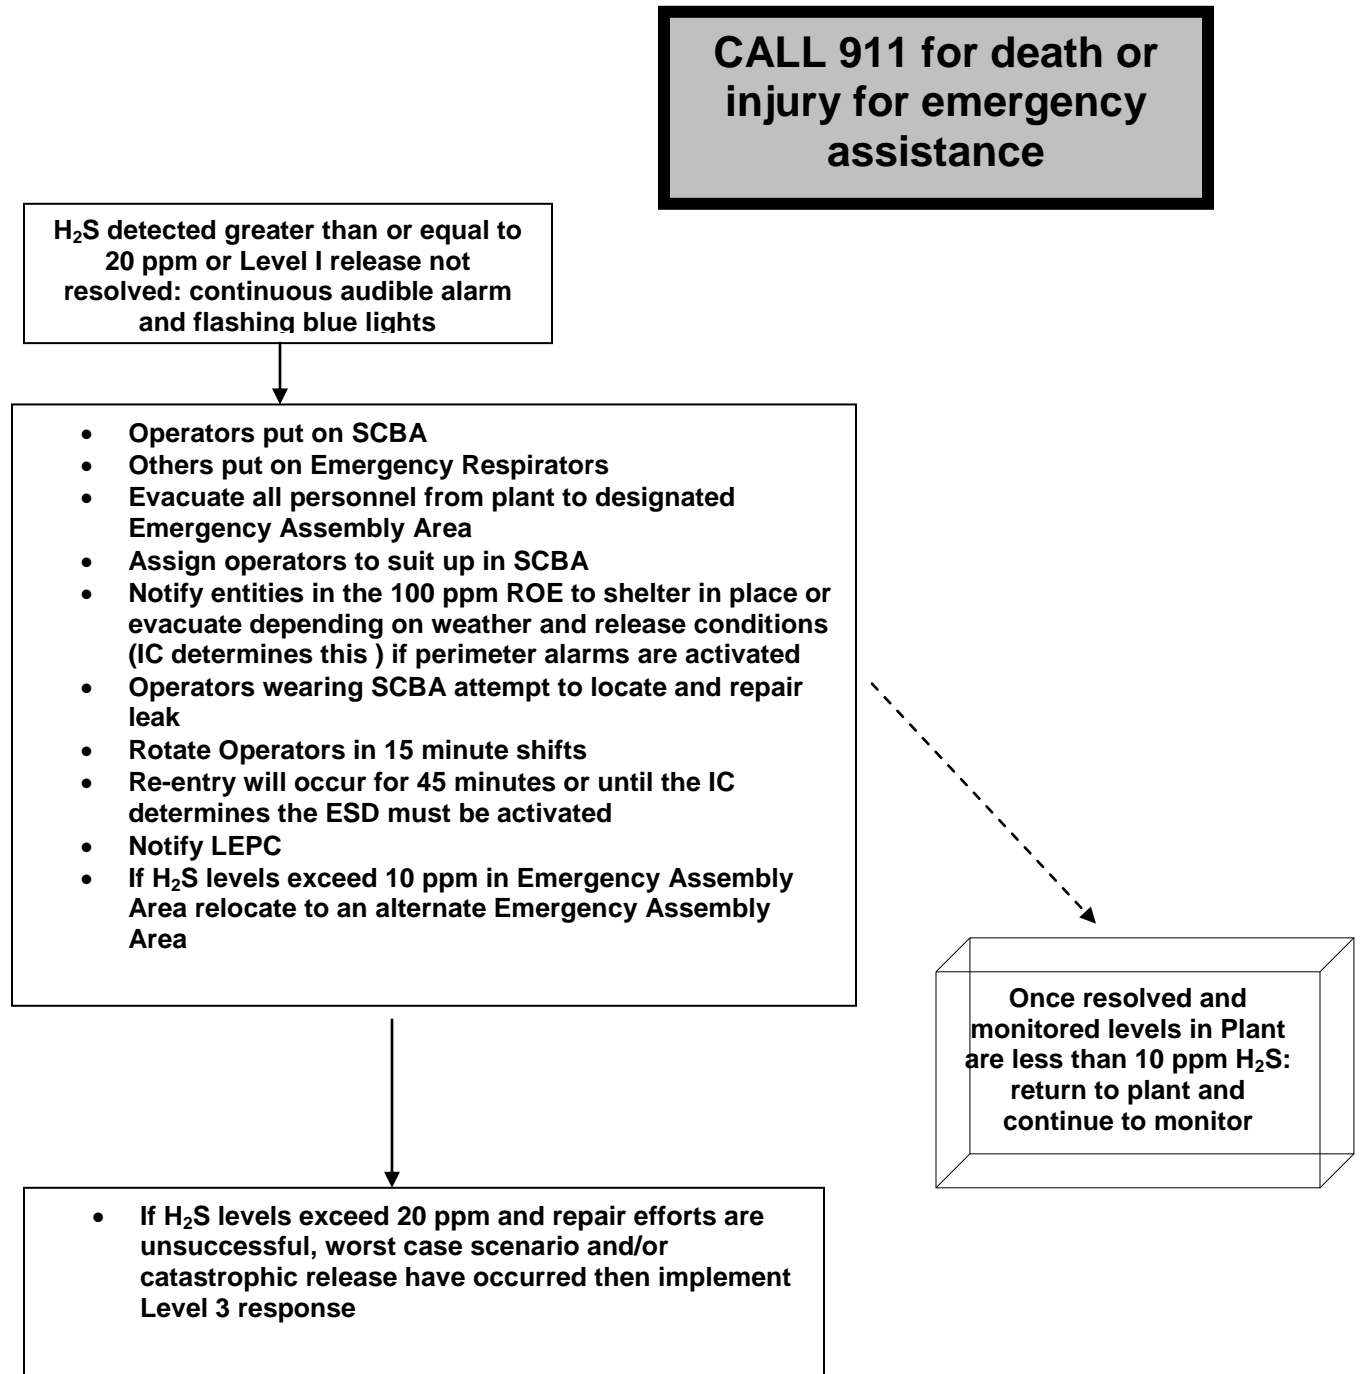 CALL 911 for death or
injury for emergency
assistance
H₂S detected greater than or equal to
20 ppm or Level I release not
resolved: continuous audible alarm
and flashing blue lights
• Operators put on SCBA
• Others put on Emergency Respirators
• Evacuate all personnel from plant to designated
Emergency Assembly Area
• Assign operators to suit up in SCBA
• Notify entities in the 100 ppm ROE to shelter in place or
evacuate depending on weather and release conditions
(IC determines this ) if perimeter alarms are activated
• Operators wearing SCBA attempt to locate and repair
leak
• Rotate Operators in 15 minute shifts
• Re-entry will occur for 45 minutes or until the IC
determines the ESD must be activated
• Notify LEPC
• If H₂S levels exceed 10 ppm in Emergency Assembly
Area relocate to an alternate Emergency Assembly
Area
Once resolved and
monitored levels in Plant
are less than 10 ppm H₂S:
return to plant and
continue to monitor
• If H₂S levels exceed 20 ppm and repair efforts are
unsuccessful, worst case scenario and/or
catastrophic release have occurred then implement
Level 3 response